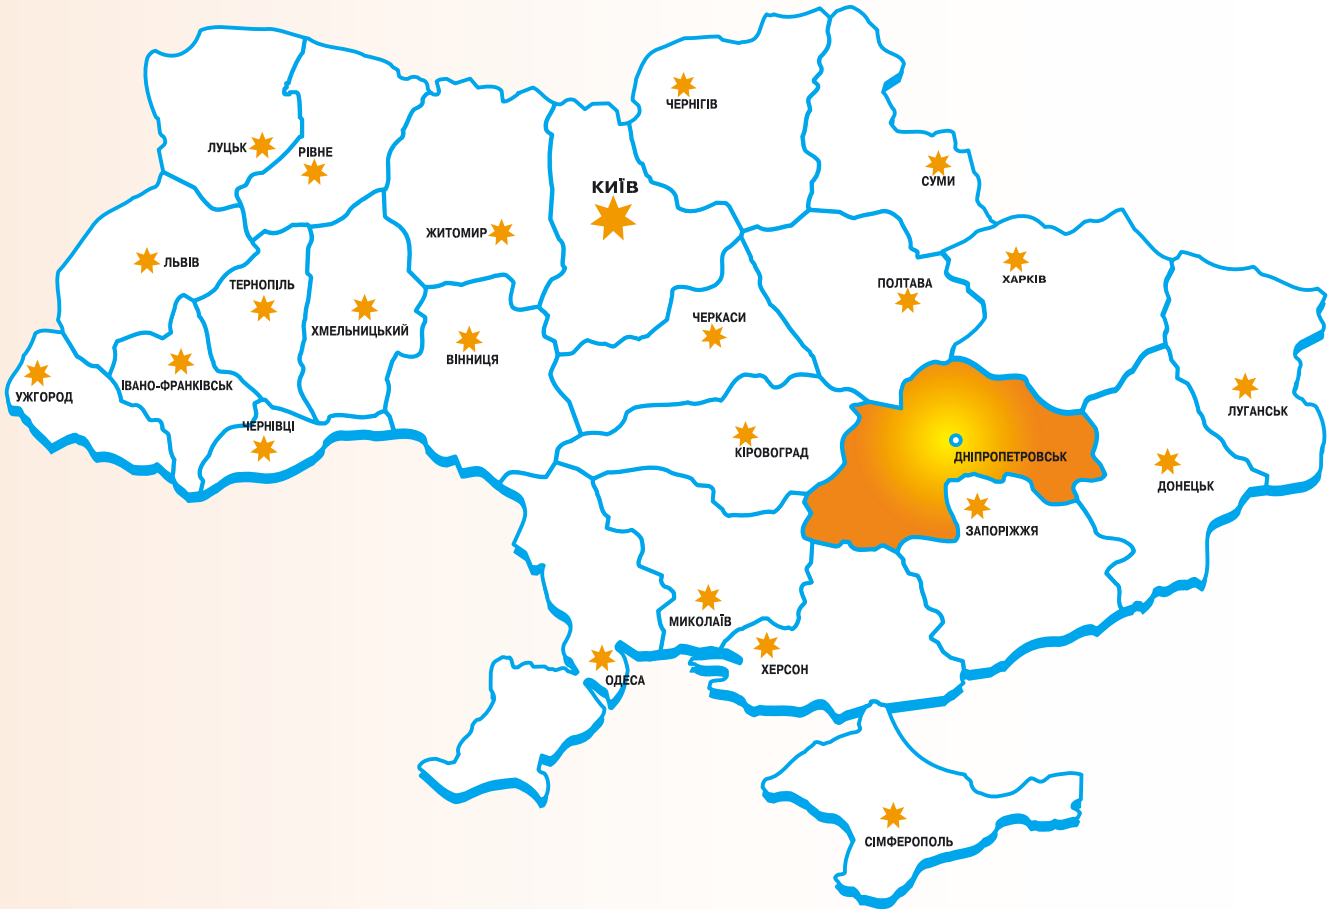 ЧЕРНІГІВ
ЛУЦЬК
РІВНЕ
СУМИ
КИЇВ
ЖИТОМИР
ЛЬВІВ
ТЕРНОПІЛЬ
ПОЛТАВА
ХАРКІВ
ЧЕРКАСИ
ХМЕЛЬНИЦЬКИЙ
ВІННИЦЯ
ІВАНО-ФРАНКІВСЬК
УЖГОРОД
ЛУГАНСЬК
ЧЕРНІВЦІ
КІРОВОГРАД
ДНІПРОПЕТРОВСЬК
ДОНЕЦЬК
ЗАПОРІЖЖЯ
МИКОЛАЇВ
ХЕРСОН
ОДЕСА
СІМФЕРОПОЛЬ